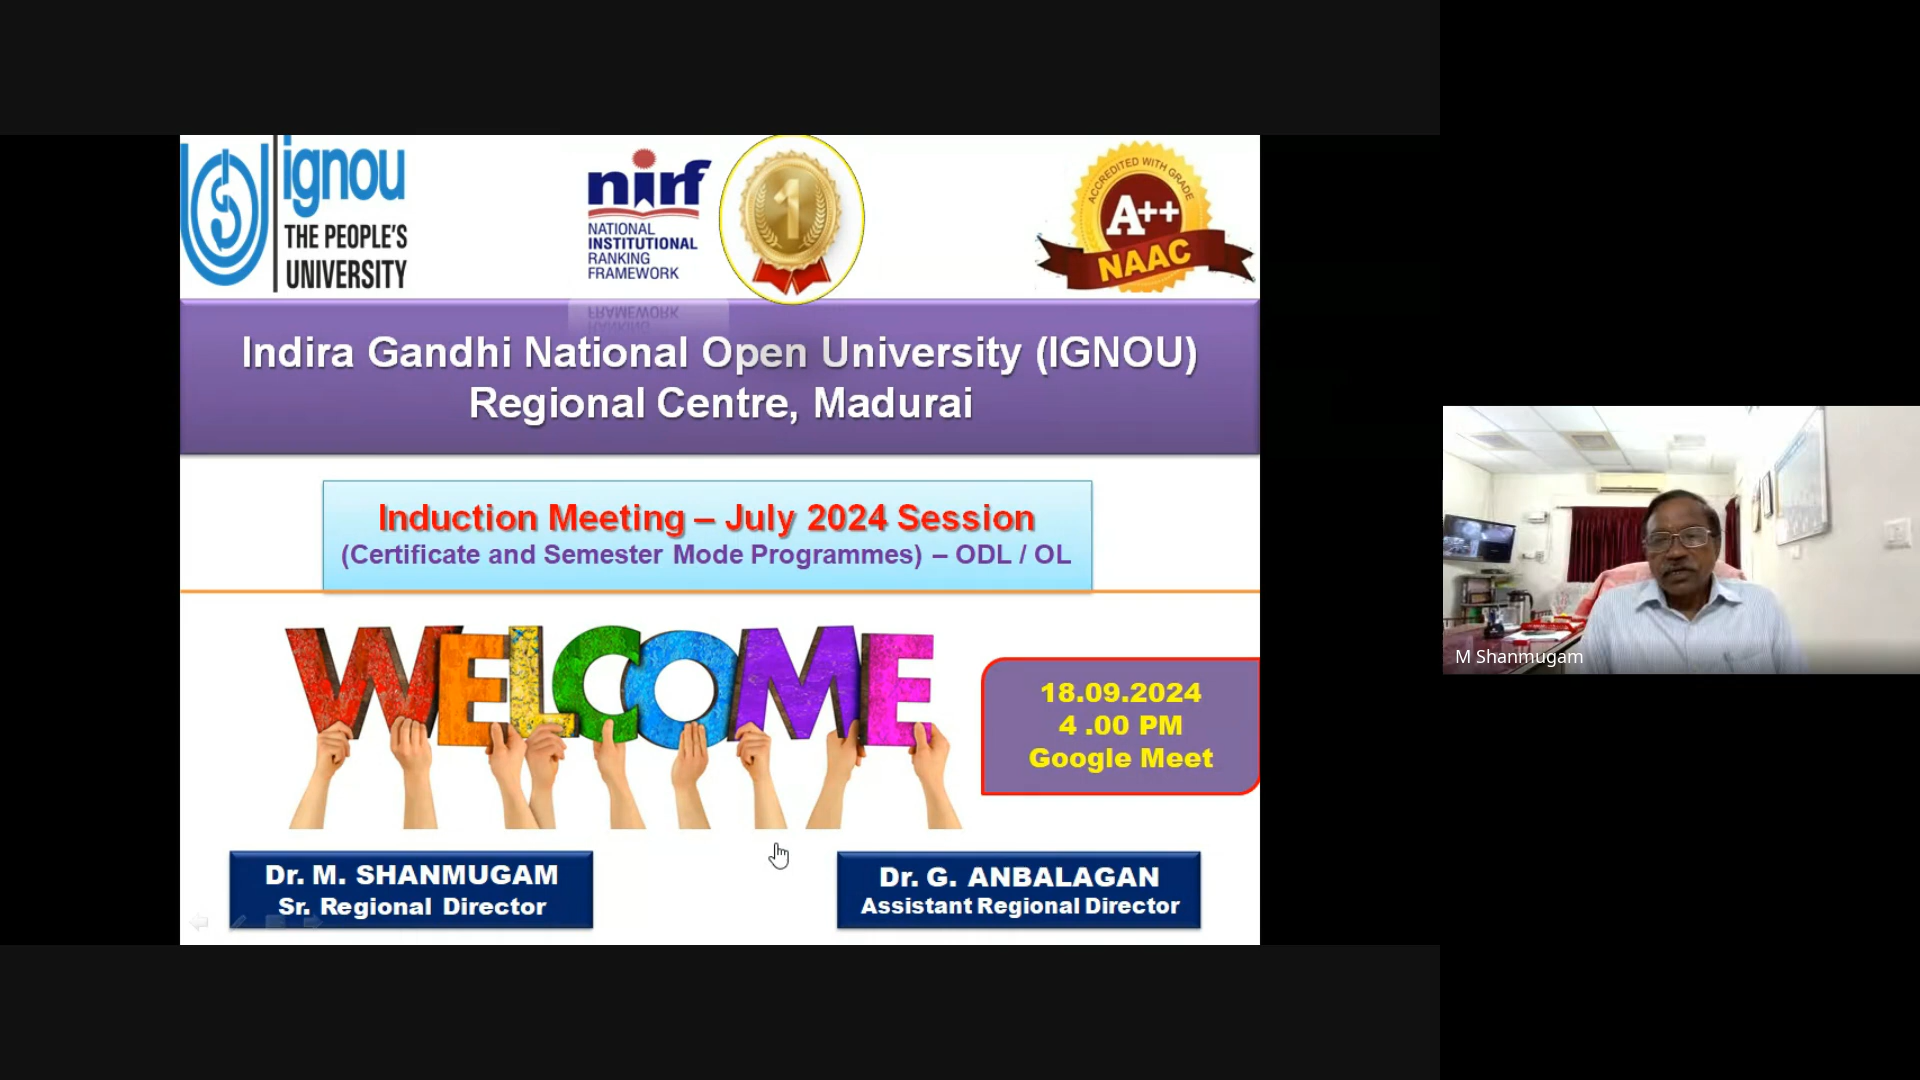 ignou
THE PEOPLE'S
UNIVERSITY
nirf
NATIONAL
INSTITUTIONAL
RANKING
FRAMEWORK
1
ACCREDITED WITH GRADE
A++
NAAC
Indira Gandhi National Open University (IGNOU)
Regional Centre, Madurai
Induction Meeting – July 2024 Session
(Certificate and Semester Mode Programmes) – ODL / OL
WELCOME
18.09.2024
4 .00 PM
Google Meet
Dr. M. SHANMUGAM
Sr. Regional Director
Dr. G. ANBALAGAN
Assistant Regional Director
M Shanmugam